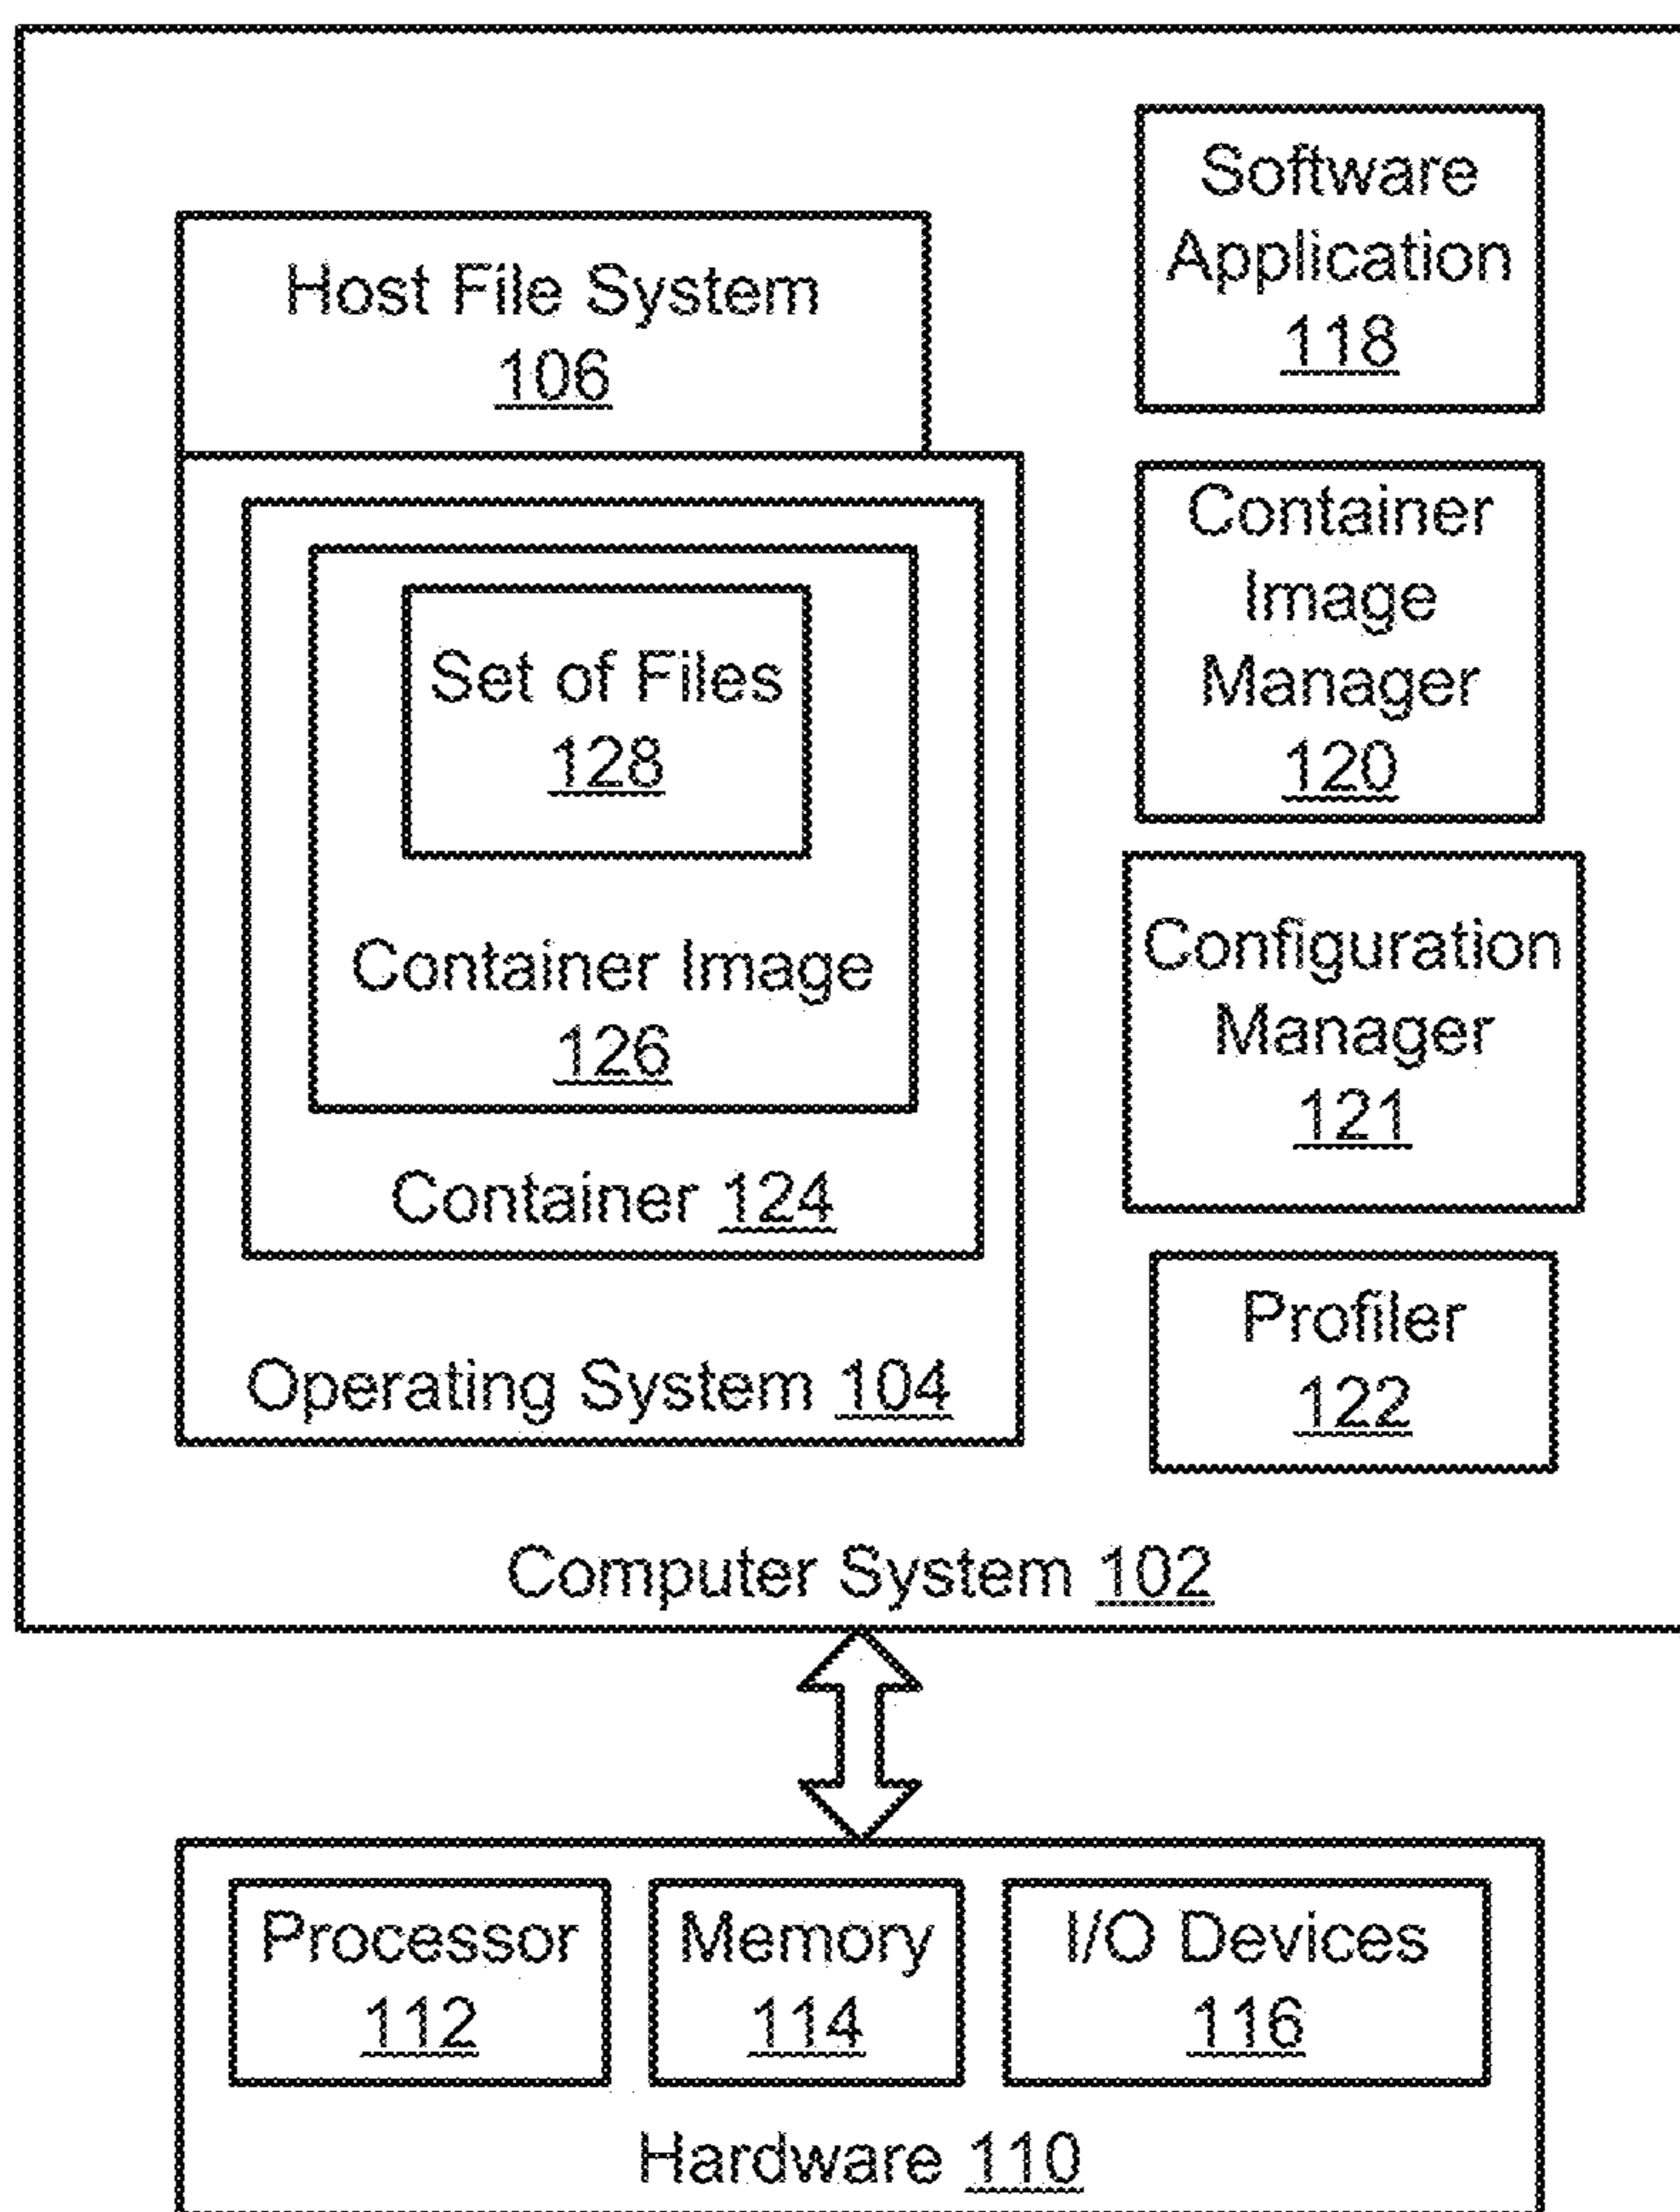 Host File System
106
Set of Files
128
Container Image
126
Container 124
Operating System 104
Software
Application
118
Container
Image
Manager
120
Configuration
Manager
121
Profiler
122
Computer System 102
Processor
112
Memory
114
I/O Devices
116
Hardware 110